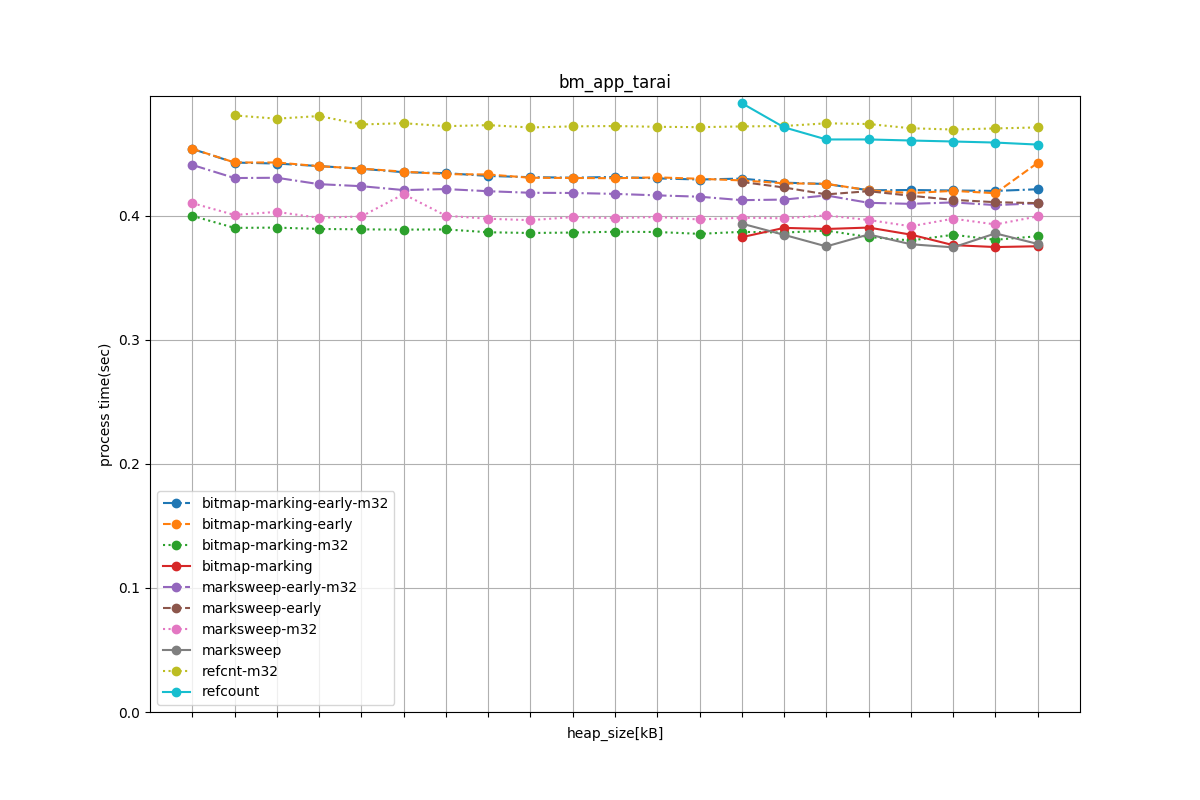 bm_app_tarai
process time(sec)
0.4
0.3
0.2
0.1
0.0
bitmap-marking-early-m32
bitmap-marking-early
bitmap-marking-m32
bitmap-marking
marksweep-early-m32
marksweep-early
marksweep-m32
marksweep
refcnt-m32
refcount
heap_size[kB]